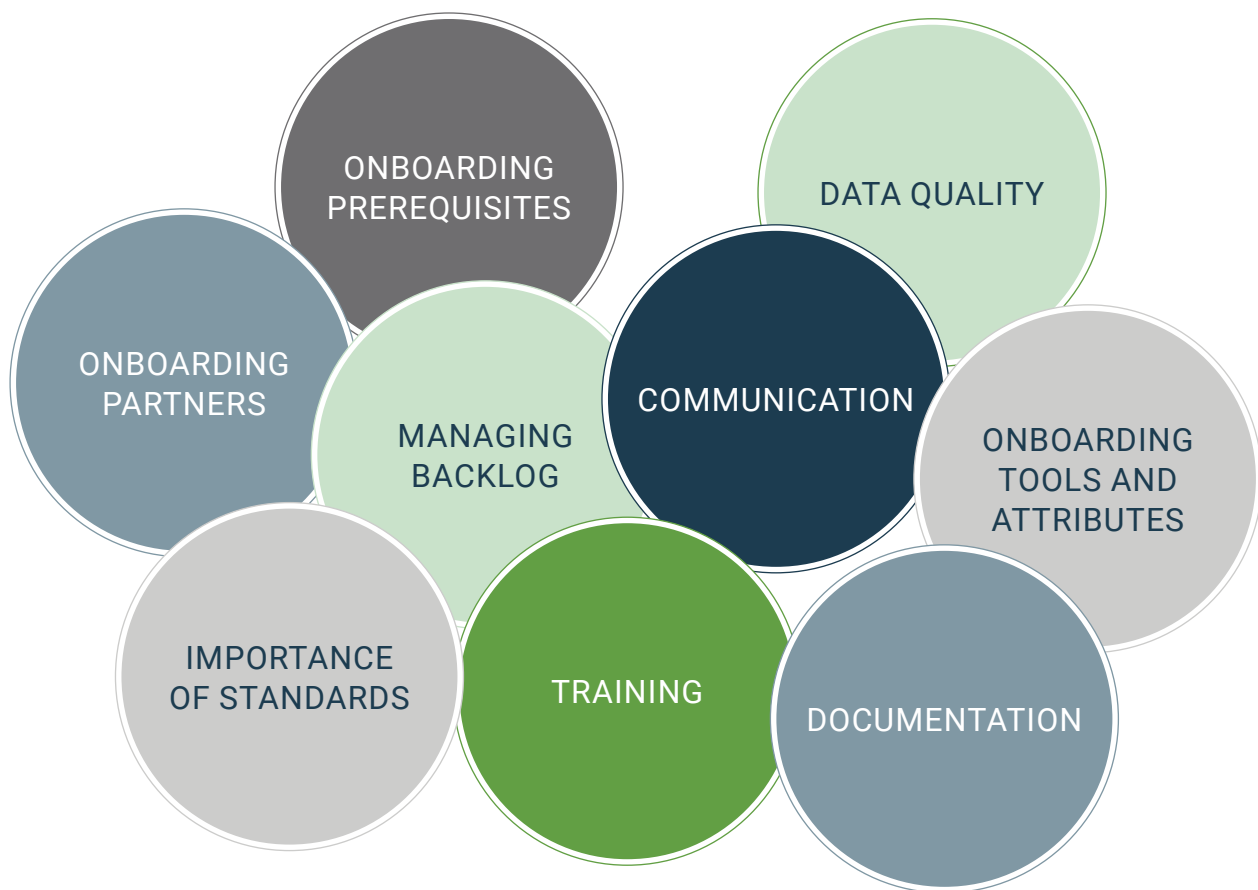 ONBOARDING
PREREQUISITES
DATA QUALITY
ONBOARDING
PARTNERS
MANAGING
BACKLOG
COMMUNICATION
ONBOARDING
TOOLS AND
ATTRIBUTES
IMPORTANCE
OF STANDARDS
TRAINING
DOCUMENTATION